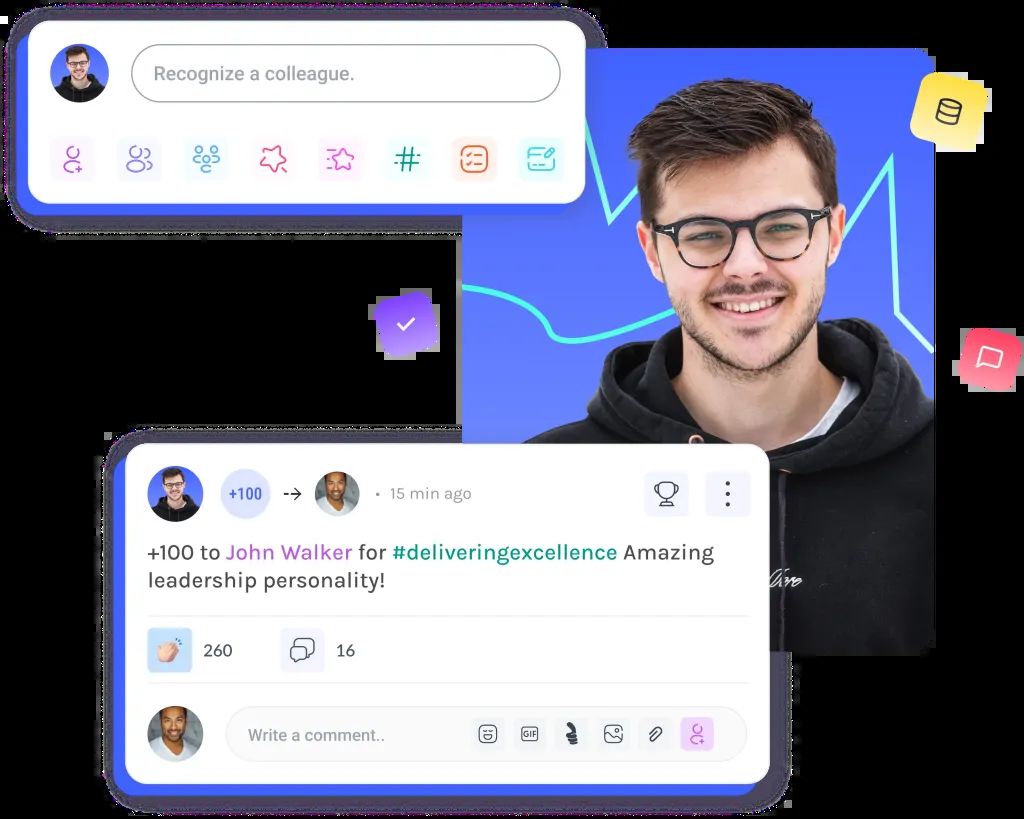 Recognize a colleague.
+100
15 min ago
+100 to John Walker for #deliveringexcellence Amazing
leadership personality!
260
16
Write a comment..
GIF